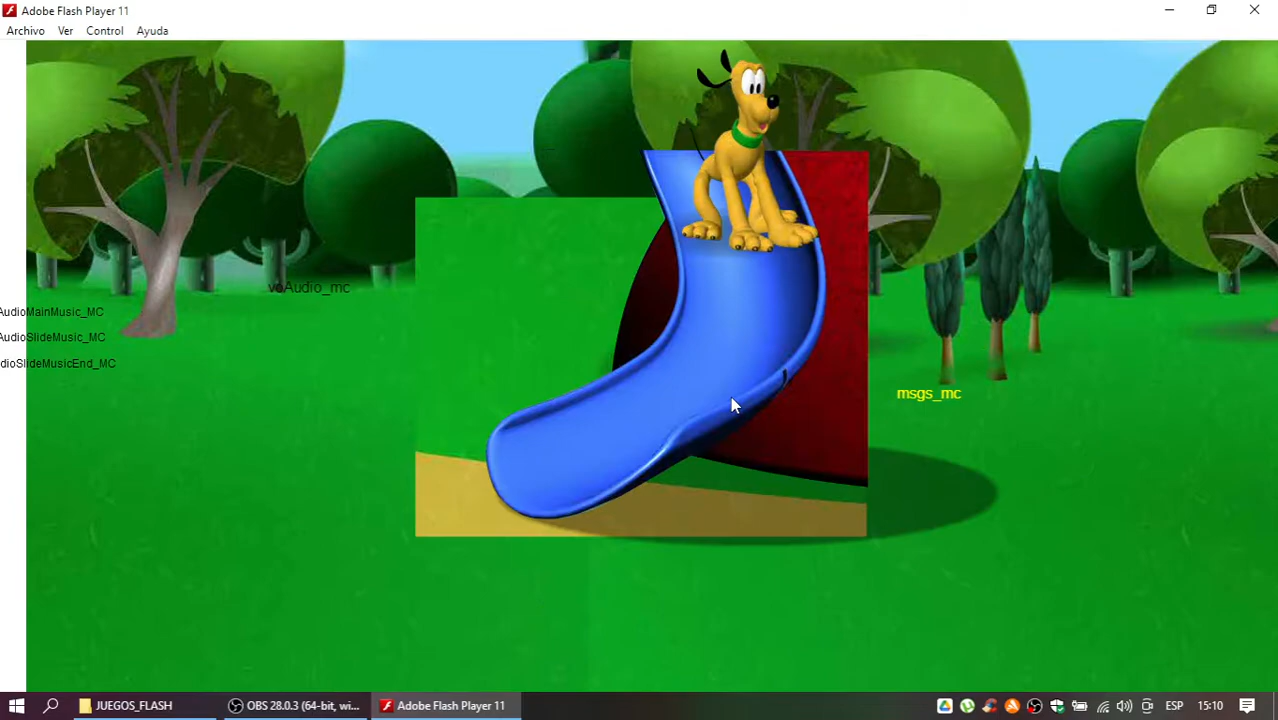 Adobe Flash Player 11
Archivo Ver Control Ayuda
voAudio_mc
AudioMainMusic_MC
AudioSlideMusic_MC
dioSlideMusicEnd_MC
msgs_mc
JUEGOS_FLASH
OBS 28.0.3 (64-bit, wi...
Adobe Flash Player 11
ESP
15:10